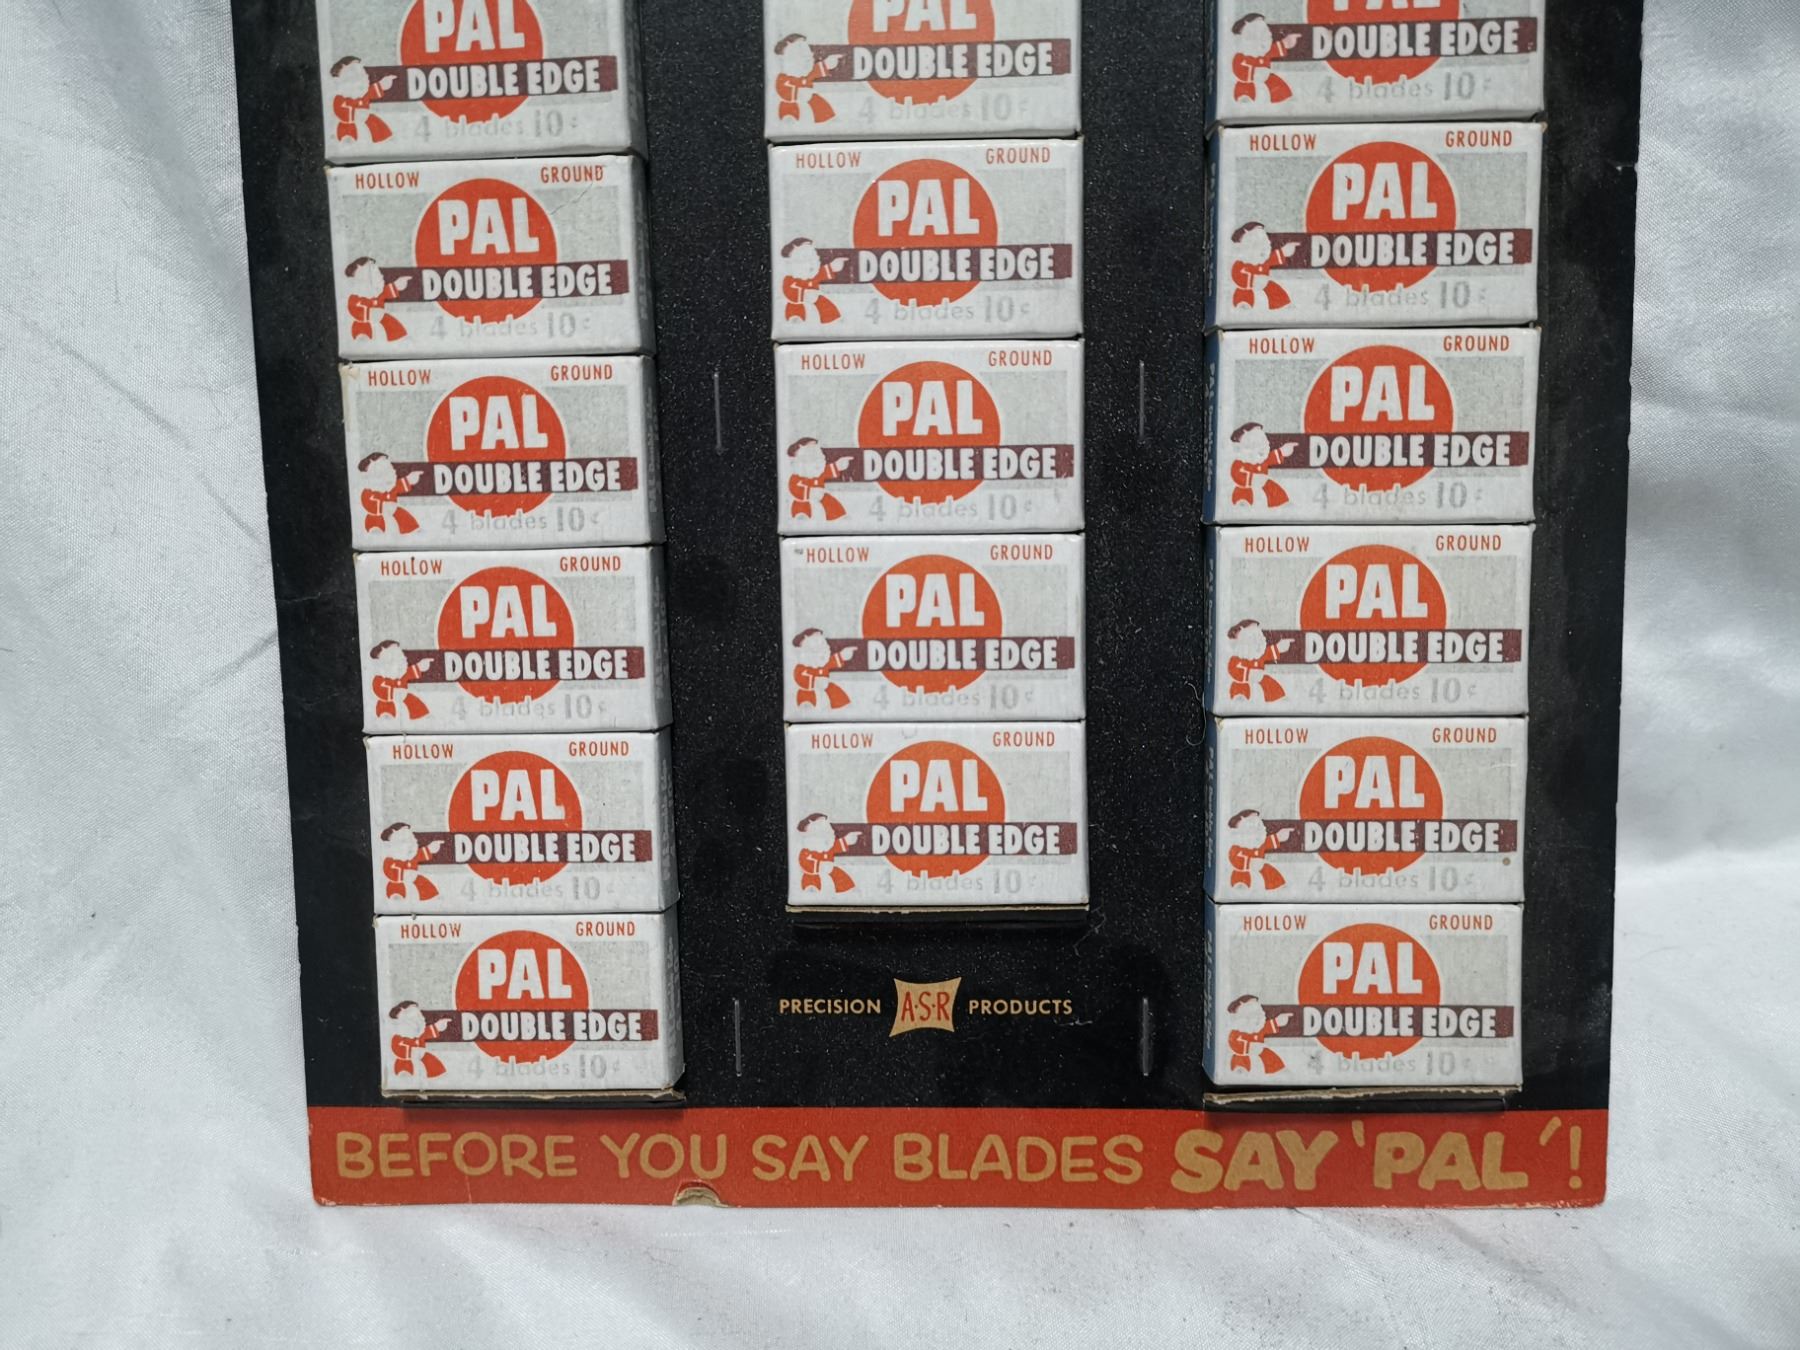 PAL
DOUBLE EDGE
4 blades 10¢
HOLLOW GROUND
PAL
DOUBLE EDGE
4 blades 10¢
HOLLOW GROUND
PAL
DOUBLE EDGE
4 blades 10¢
HOLLOW GROUND
PAL
DOUBLE EDGE
4 blades 10¢
HOLLOW GROUND
PAL
DOUBLE EDGE
4 blades 10¢
HOLLOW GROUND
PAL
DOUBLE EDGE
4 blades 10¢
PAL
DOUBLE EDGE
4 blades 10¢
HOLLOW GROUND
PAL
DOUBLE EDGE
4 blades 10¢
HOLLOW GROUND
PAL
DOUBLE EDGE
4 blades 10¢
HOLLOW GROUND
PAL
DOUBLE EDGE
4 blades 10¢
HOLLOW GROUND
PAL
DOUBLE EDGE
4 blades 10¢
PAL
DOUBLE EDGE
4 blades 10¢
HOLLOW GROUND
PAL
DOUBLE EDGE
4 blades 10¢
HOLLOW GROUND
PAL
DOUBLE EDGE
4 blades 10¢
HOLLOW GROUND
PAL
DOUBLE EDGE
4 blades 10¢
HOLLOW GROUND
PAL
DOUBLE EDGE
4 blades 10¢
HOLLOW GROUND
PAL
DOUBLE EDGE
4 blades 10¢
PRECISION A·S·R PRODUCTS
BEFORE YOU SAY BLADES SAY 'PAL'!